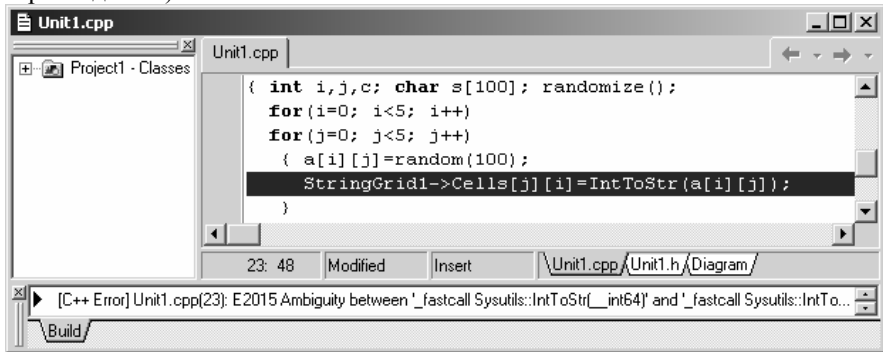 Unit1.cpp
Project1 - Classes
Unit1.cpp
{ int i,j,c; char s[100]; randomize();
for(i=0; i<5; i++)
for(j=0; j<5; j++)
{ a[i][j]=random(100);
StringGrid1->Cells[j][i]=IntToStr(a[i][j]);
}
23: 48 Modified Insert Unit1.cpp Unit1.h Diagram
[C++ Error] Unit1.cpp(23): E2015 Ambiguity between '_fastcall Sysutils::IntToStr(__int64)' and '_fastcall Sysutils::IntTo...
Build